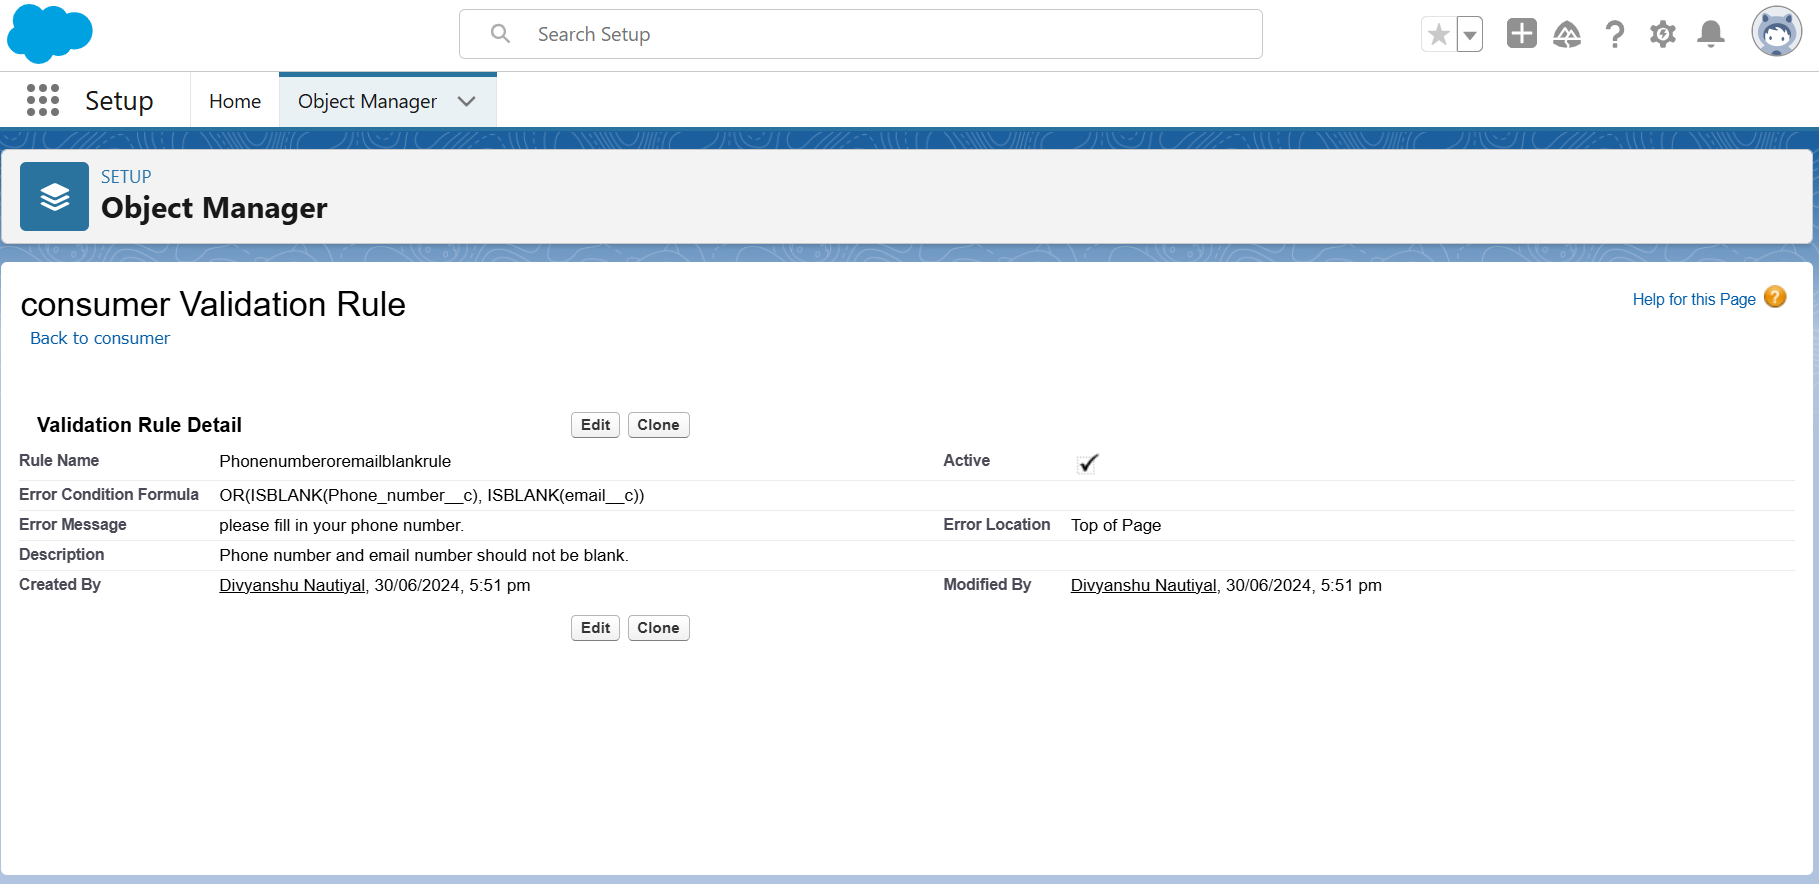 Search Setup
Setup Home Object Manager
SETUP
Object Manager
consumer Validation Rule
Help for this Page ?
Back to consumer
Validation Rule Detail Edit Clone
Rule Name Phonenumberoremailblankrule Active
Error Condition Formula OR(ISBLANK(Phone_number__c), ISBLANK(email__c))
Error Message please fill in your phone number. Error Location Top of Page
Description Phone number and email number should not be blank.
Created By Divyanshu Nautiyal, 30/06/2024, 5:51 pm Modified By Divyanshu Nautiyal, 30/06/2024, 5:51 pm
Edit Clone